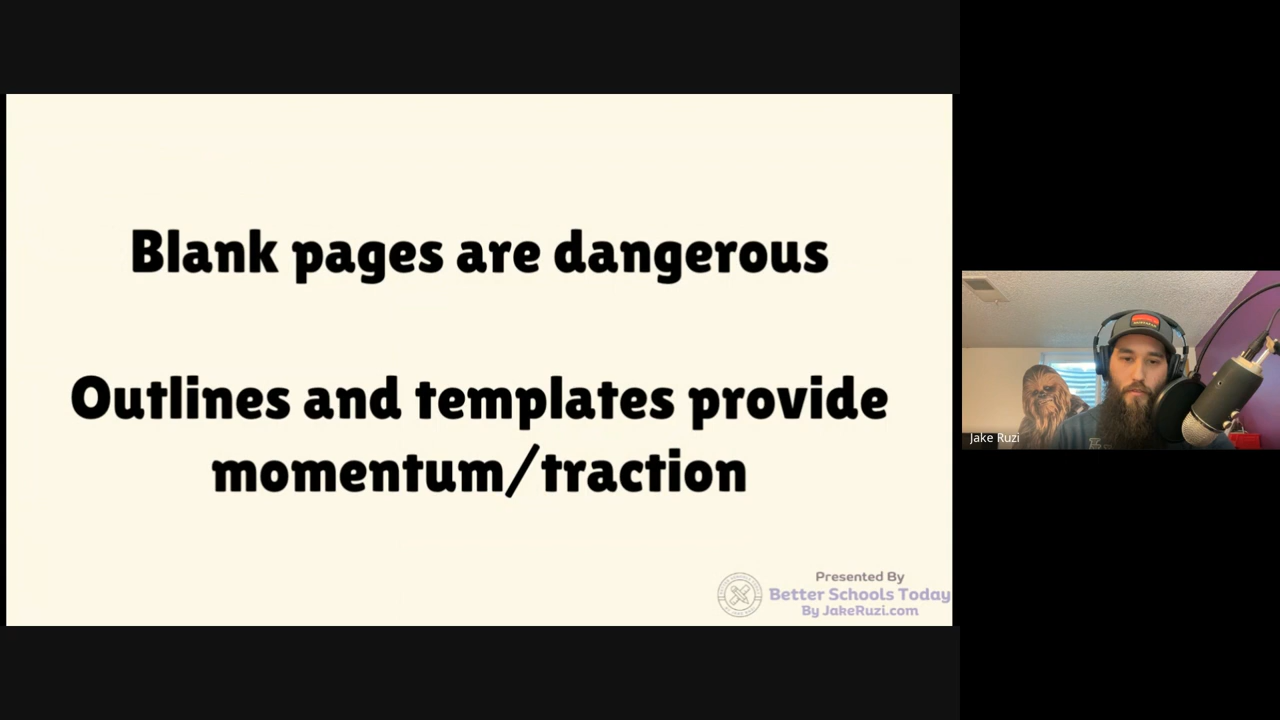 Blank pages are dangerous
Outlines and templates provide
momentum/traction
Presented By
Better Schools Today
By JakeRuzi.com
Jake Ruzi